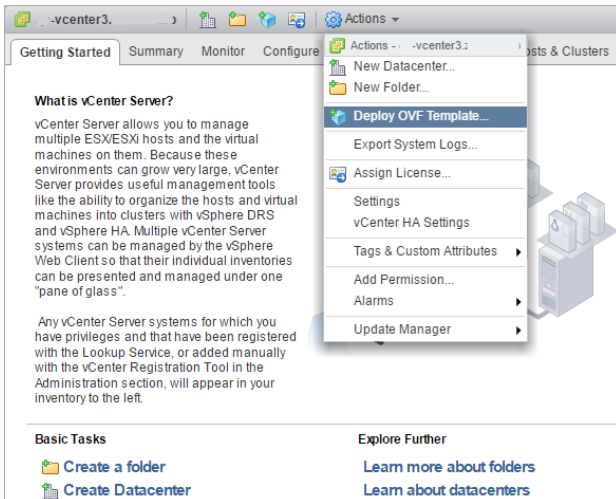 -vcenter3.
Actions
Getting Started Summary Monitor Configure
sts & Clusters
Actions - -vcenter3.
New Datacenter...
New Folder...
Deploy OVF Template...
Export System Logs...
Assign License...
Settings
vCenter HA Settings
Tags & Custom Attributes
Add Permission...
Alarms
Update Manager
What is vCenter Server?
vCenter Server allows you to manage
multiple ESX/ESXi hosts and the virtual
machines on them. Because these
environments can grow very large, vCenter
Server provides useful management tools
like the ability to organize the hosts and virtual
machines into clusters with vSphere DRS
and vSphere HA. Multiple vCenter Server
systems can be managed by the vSphere
Web Client so that their individual inventories
can be presented and managed under one
"pane of glass".
Any vCenter Server systems for which you
have privileges and that have been registered
with the Lookup Service, or added manually
with the vCenter Registration Tool in the
Administration section, will appear in your
inventory to the left.
Basic Tasks
Create a folder
Create Datacenter
Explore Further
Learn more about folders
Learn about datacenters